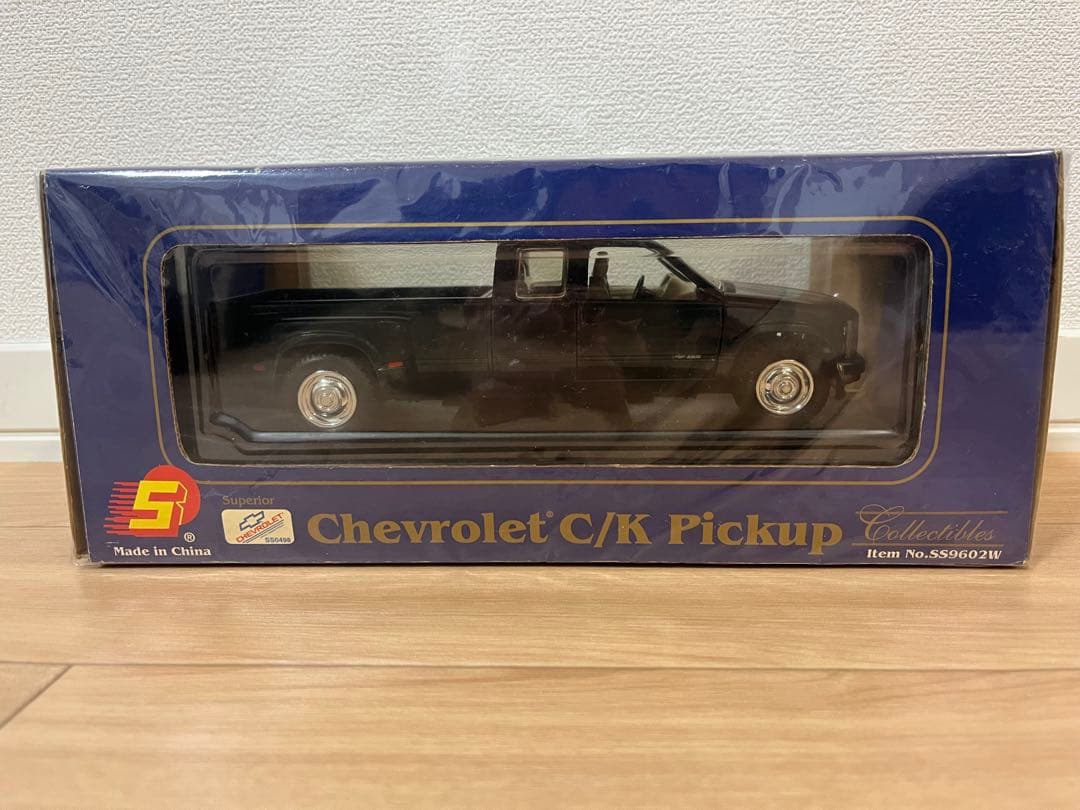 S
®
Made in China
Superior
CHEVROLET
SS0498
Chevrolet® C/K Pickup
Collectibles
Item No.SS9602W